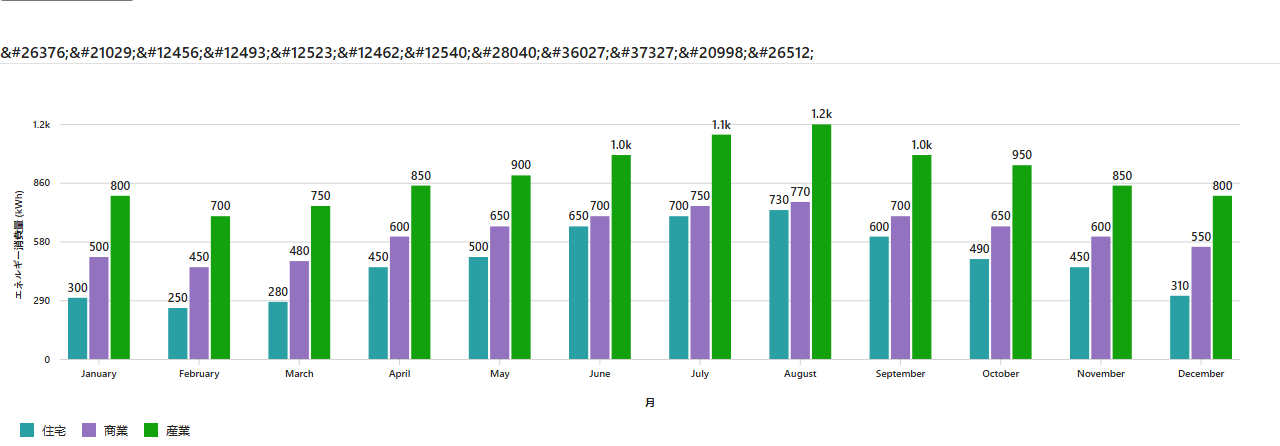 &#26376;&#21029;&#12456;&#12493;&#12523;&#12462;&#12540;&#28040;&#36027;&#37327;&#20998;&#26512;
1.2k
860
580
290
0
エネルギー消費量 (kWh)
300 500 800
250 450 700
280 480 750
450 600 850
500 650 900
650 700 1.0k
700 750 1.1k
730 770 1.2k
600 700 1.0k
490 650 950
450 600 850
310 550 800
January February March April May June July August September October November December
月
住宅 商業 産業